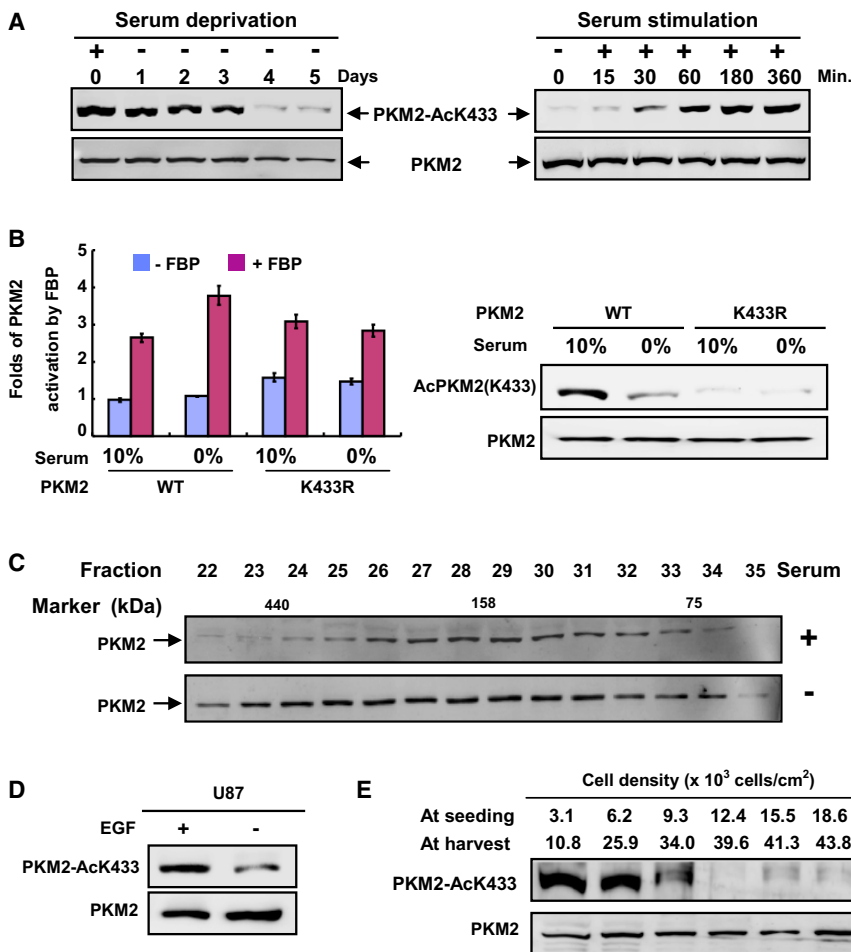 A
Serum deprivation
+ - - - - -
0 1 2 3 4 5 Days
Serum stimulation
- + + + + +
0 15 30 60 180 360 Min.
PKM2-AcK433
PKM2
B
Folds of PKM2
activation by FBP
5
4
3
2
1
0
- FBP + FBP
Serum 10% 0% 10% 0%
PKM2 WT K433R
PKM2 WT K433R
Serum 10% 0% 10% 0%
AcPKM2(K433)
PKM2
C
Fraction 22 23 24 25 26 27 28 29 30 31 32 33 34 35 Serum
Marker (kDa) 440 158 75
PKM2 +
PKM2 -
D
U87
EGF + -
PKM2-AcK433
PKM2
E
Cell density (x 10³ cells/cm²)
At seeding 3.1 6.2 9.3 12.4 15.5 18.6
At harvest 10.8 25.9 34.0 39.6 41.3 43.8
PKM2-AcK433
PKM2